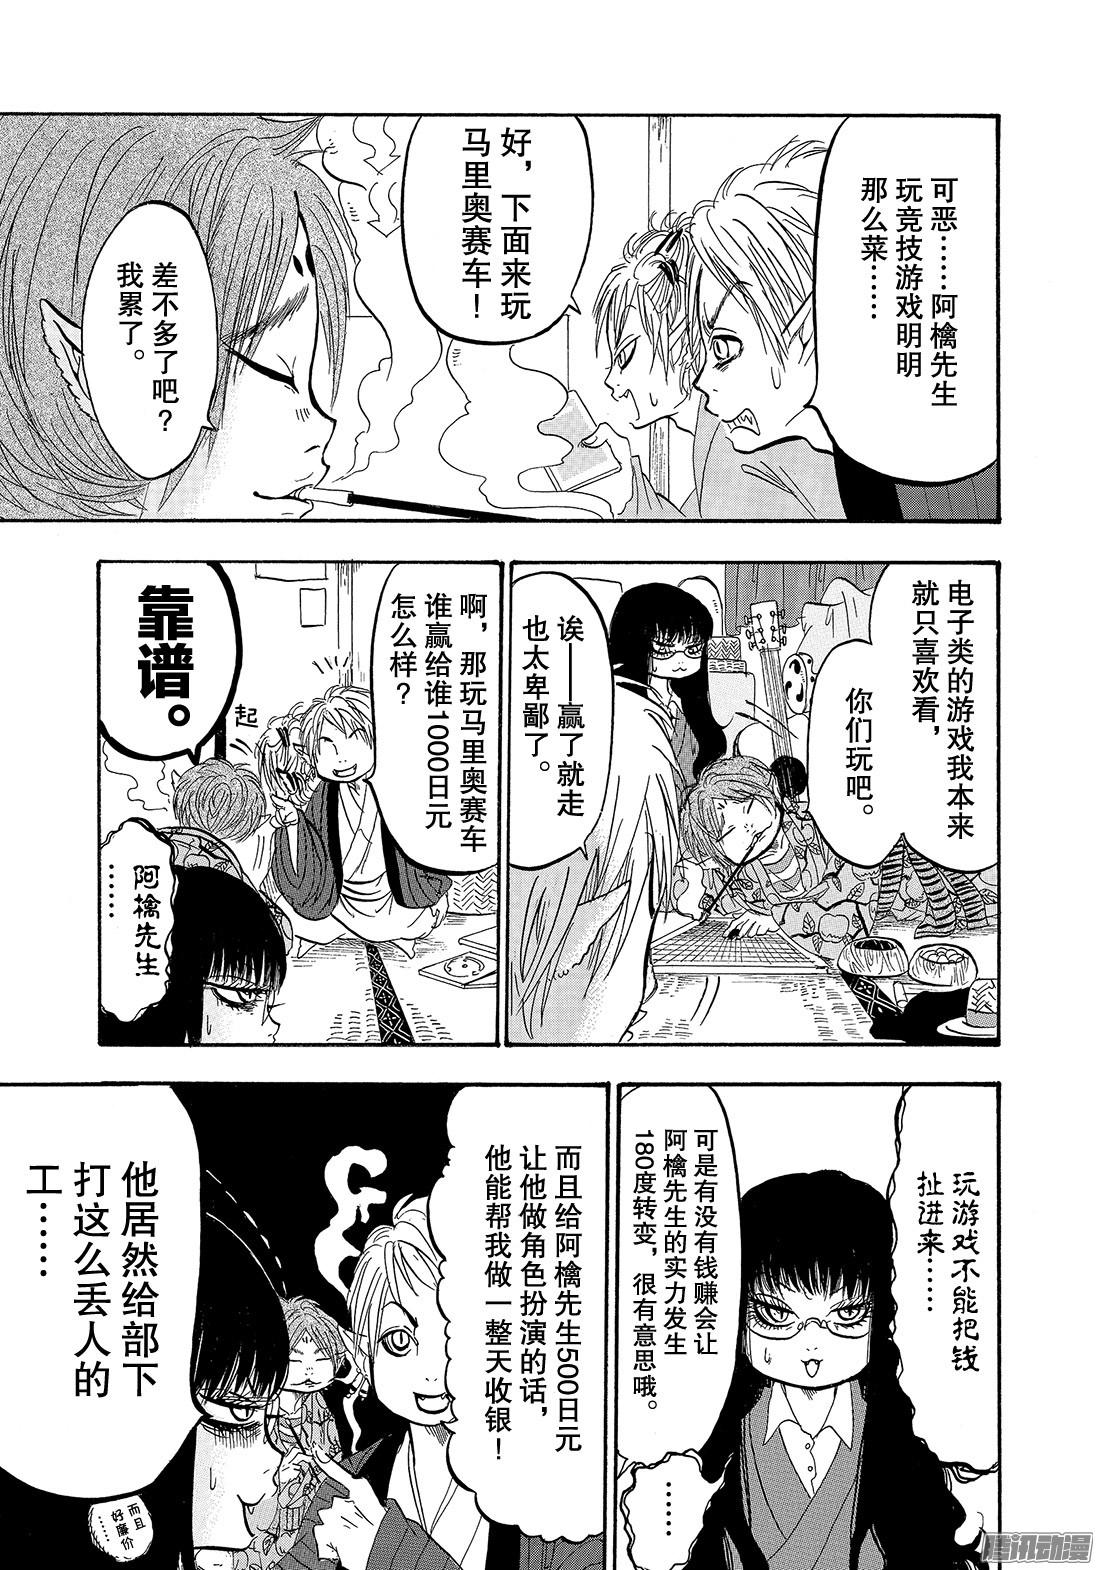 可恶……阿檎先生
玩竞技游戏明明
那么菜……
好，下面来玩
马里奥赛车！
差不多了吧？
我累了。
电子类的游戏我本来
就只喜欢看，
你们玩吧。
诶——赢了就走
也太卑鄙了。
啊，那玩马里奥赛车
谁赢给谁1000日元
怎么样？
起
靠谱。
阿檎先生
……
玩游戏不能把钱
扯进来……
可是有没有钱赚会让
阿檎先生的实力发生
180度转变，很有意思哦。
……
而且给阿檎先生500日元
让他做角色扮演的话，
他能帮我做一整天收银！
他居然给部下
打这么丢人的
工……
而且
好廉价
……
腾讯动漫